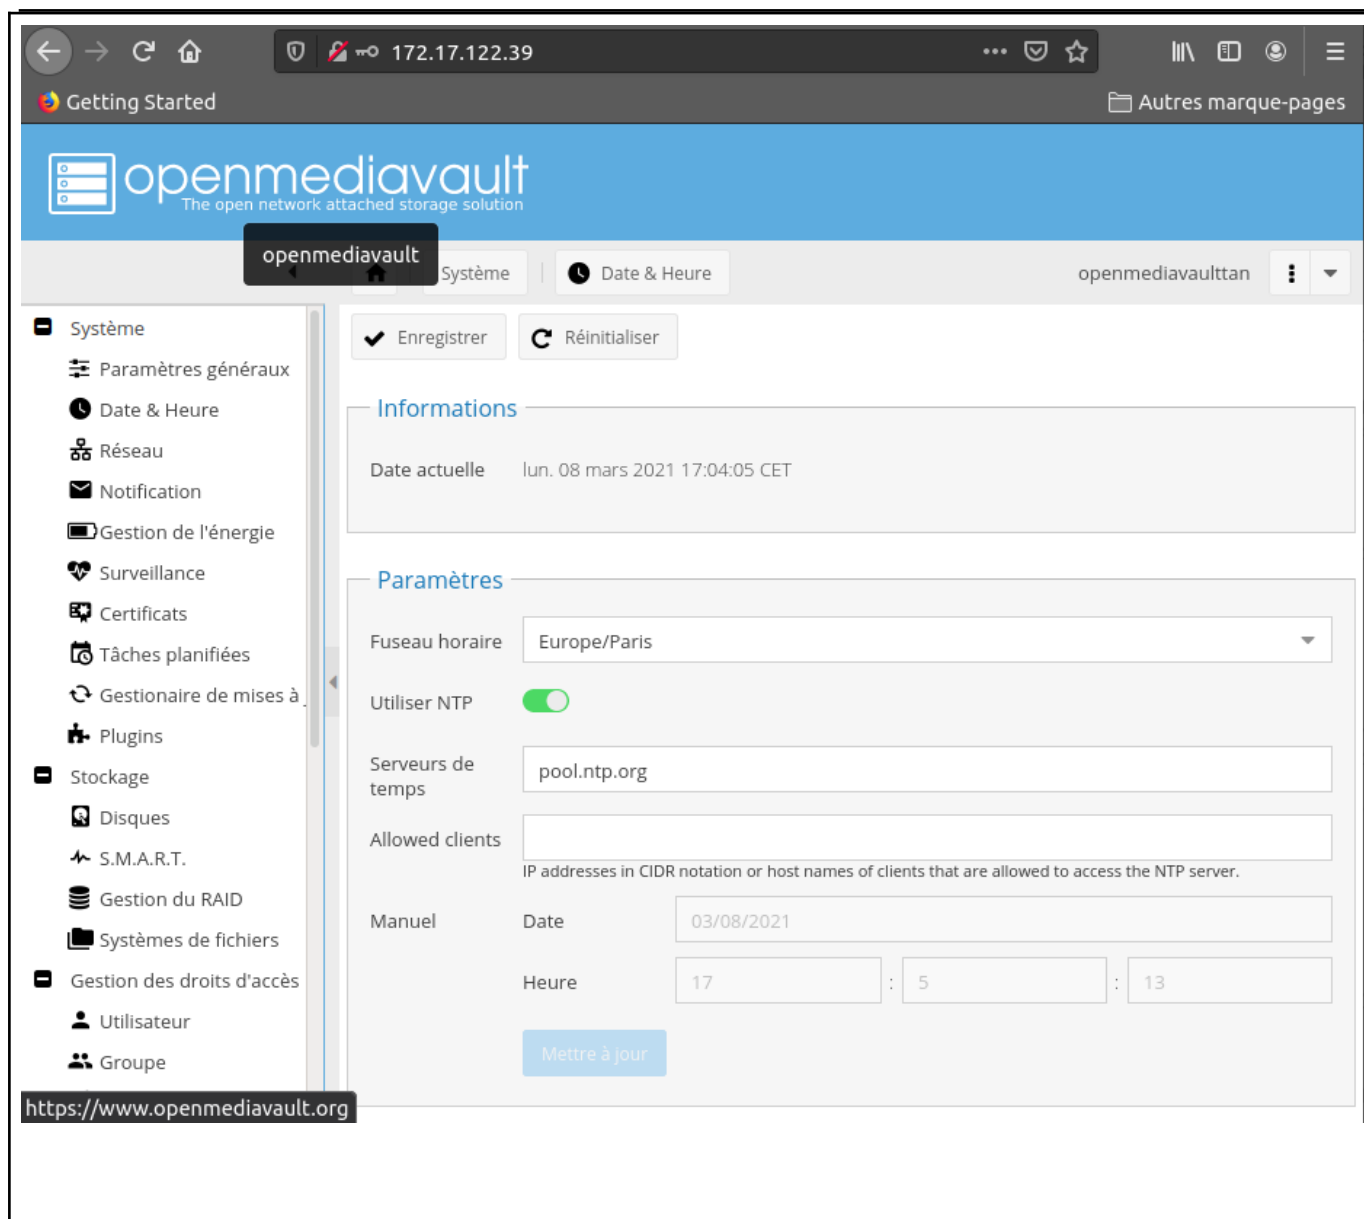 172.17.122.39
Getting Started
Autres marque-pages
openmediavault
The open network attached storage solution
openmediavault
Système
Date & Heure
openmediavaulttan
Système
Paramètres généraux
Date & Heure
Réseau
Notification
Gestion de l'énergie
Surveillance
Certificats
Tâches planifiées
Gestionaire de mises à
Plugins
Stockage
Disques
S.M.A.R.T.
Gestion du RAID
Systèmes de fichiers
Gestion des droits d'accès
Utilisateur
Groupe
https://www.openmediavault.org
Enregistrer
Réinitialiser
Informations
Date actuelle lun. 08 mars 2021 17:04:05 CET
Paramètres
Fuseau horaire Europe/Paris
Utiliser NTP
Serveurs de temps pool.ntp.org
Allowed clients
IP addresses in CIDR notation or host names of clients that are allowed to access the NTP server.
Manuel Date 03/08/2021
Heure 17 : 5 : 13
Mettre à jour